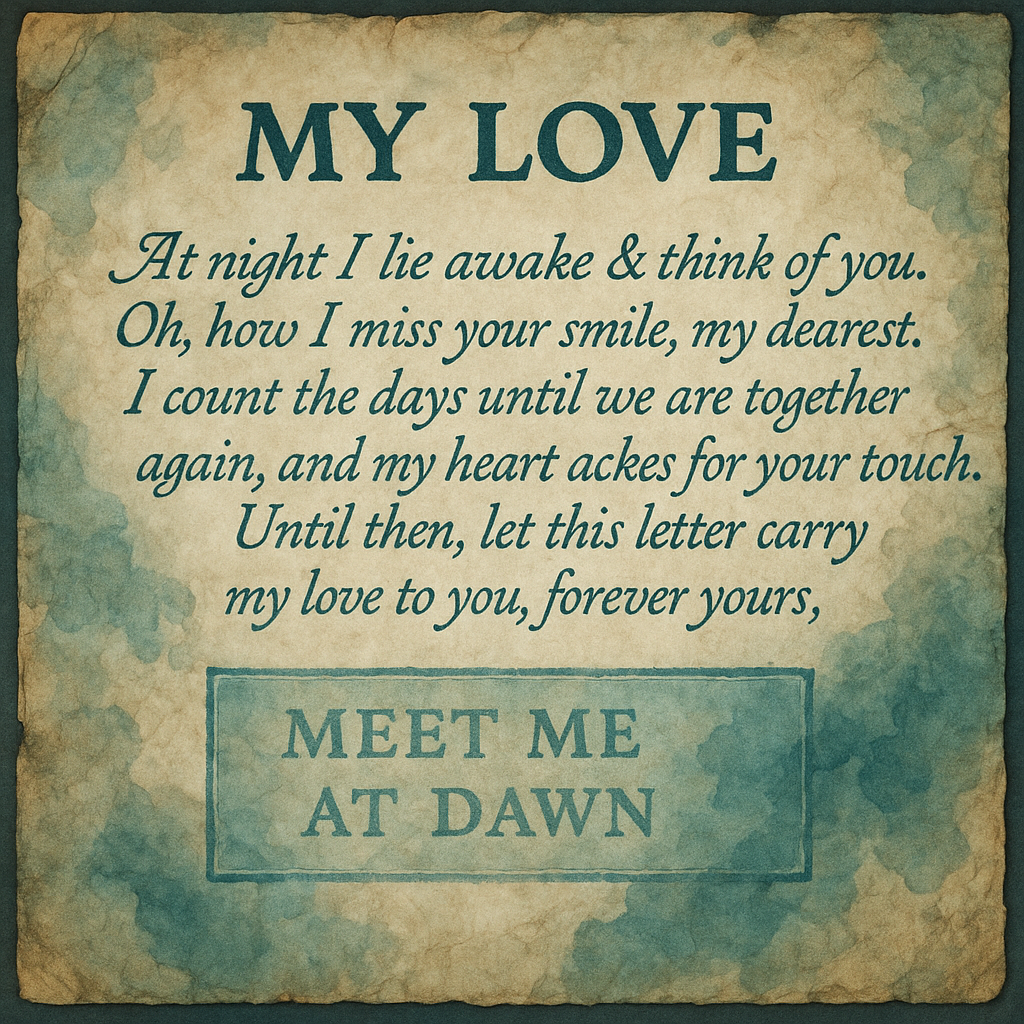 MY LOVE
At night I lie awake & think of you.
Oh, how I miss your smile, my dearest.
I count the days until we are together
again, and my heart ackes for your touch.
Until then, let this letter carry
my love to you, forever yours,
MEET ME
AT DAWN